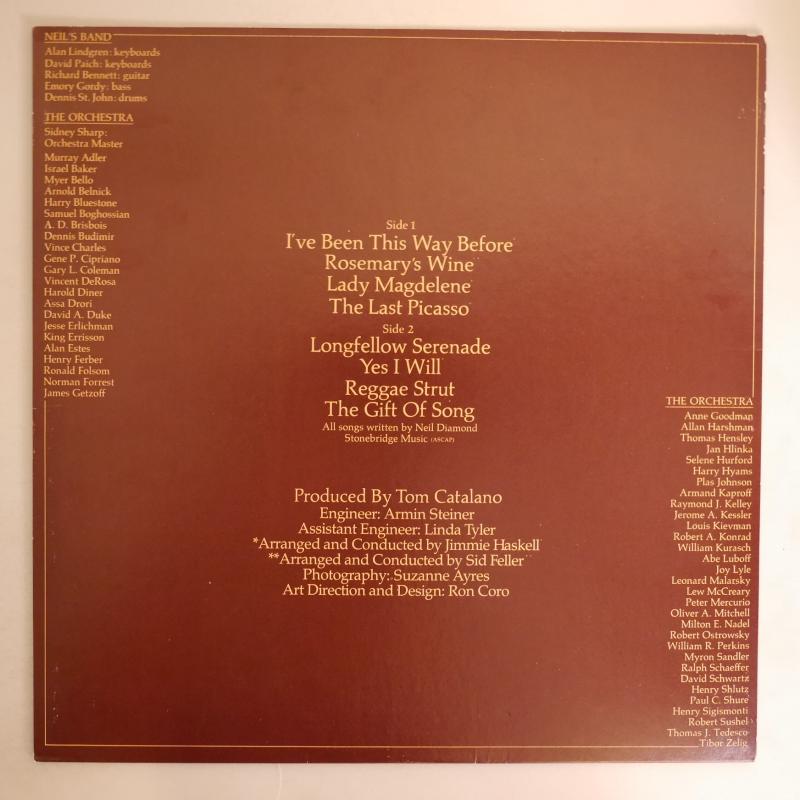 NEIL'S BAND
Alan Lindgren: keyboards
David Paich: keyboards
Richard Bennett: guitar
Emory Gordy: bass
Dennis St. John: drums
THE ORCHESTRA
Sidney Sharp:
Orchestra Master
Murray Adler
Israel Baker
Myer Bello
Arnold Belnick
Harry Bluestone
Samuel Boghossian
A. D. Brisbois
Dennis Budimir
Vince Charles
Gene P. Cipriano
Gary L. Coleman
Vincent DeRosa
Harold Diner
Assa Drori
David A. Duke
Jesse Erlichman
King Errisson
Alan Estes
Henry Ferber
Ronald Folsom
Norman Forrest
James Getzoff
Side 1
I've Been This Way Before
Rosemary's Wine
Lady Magdelene
The Last Picasso
Side 2
Longfellow Serenade
Yes I Will
Reggae Strut
The Gift Of Song
All songs written by Neil Diamond
Stonebridge Music (ASCAP)
Produced By Tom Catalano
Engineer: Armin Steiner
Assistant Engineer: Linda Tyler
*Arranged and Conducted by Jimmie Haskell
**Arranged and Conducted by Sid Feller
Photography: Suzanne Ayres
Art Direction and Design: Ron Coro
THE ORCHESTRA
Anne Goodman
Allan Harshman
Thomas Hensley
Jan Hlinka
Selene Hurford
Harry Hyams
Plas Johnson
Armand Kaproff
Raymond J. Kelley
Jerome A. Kessler
Louis Kievman
Robert A. Konrad
William Kurasch
Abe Luboff
Joy Lyle
Leonard Malarsky
Lew McCreary
Peter Mercurio
Oliver A. Mitchell
Milton E. Nadel
Robert Ostrowsky
William R. Perkins
Myron Sandler
Ralph Schaeffer
David Schwartz
Henry Shlutz
Paul C. Shure
Henry Sigismonti
Robert Sushel
Thomas J. Tedesco
Tibor Zelig